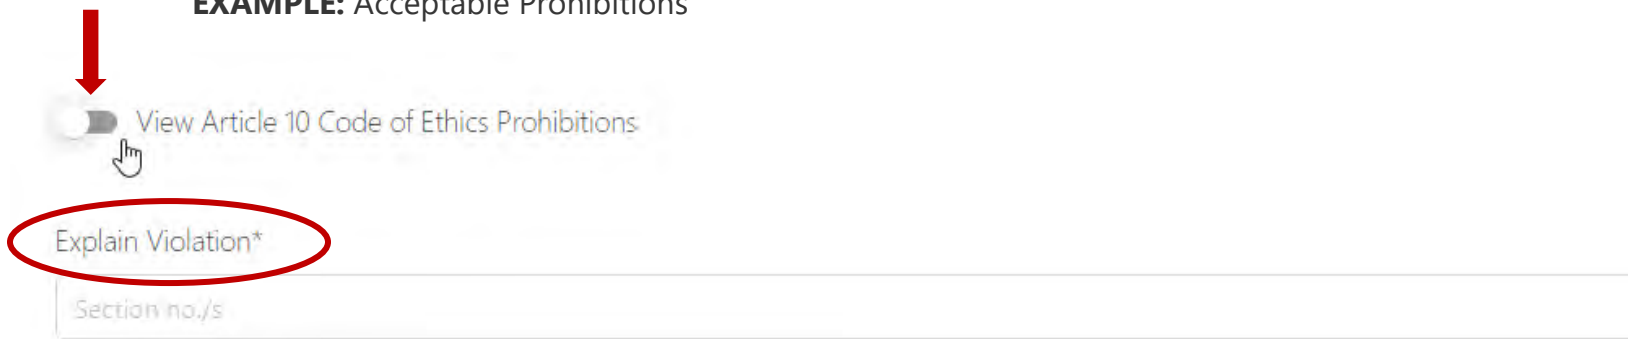 EXAMPLE: Acceptable Prohibitions
View Article 10 Code of Ethics Prohibitions
Explain Violation*
Section no./s